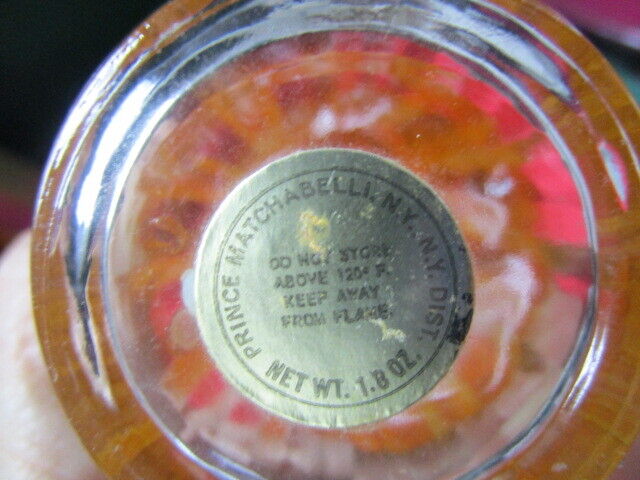 PRINCE MATCHABELLI, N.Y. N.Y. DIST.
DO NOT STORE
ABOVE 120° F.
KEEP AWAY
FROM FLAME
NET WT. 1.8 OZ.